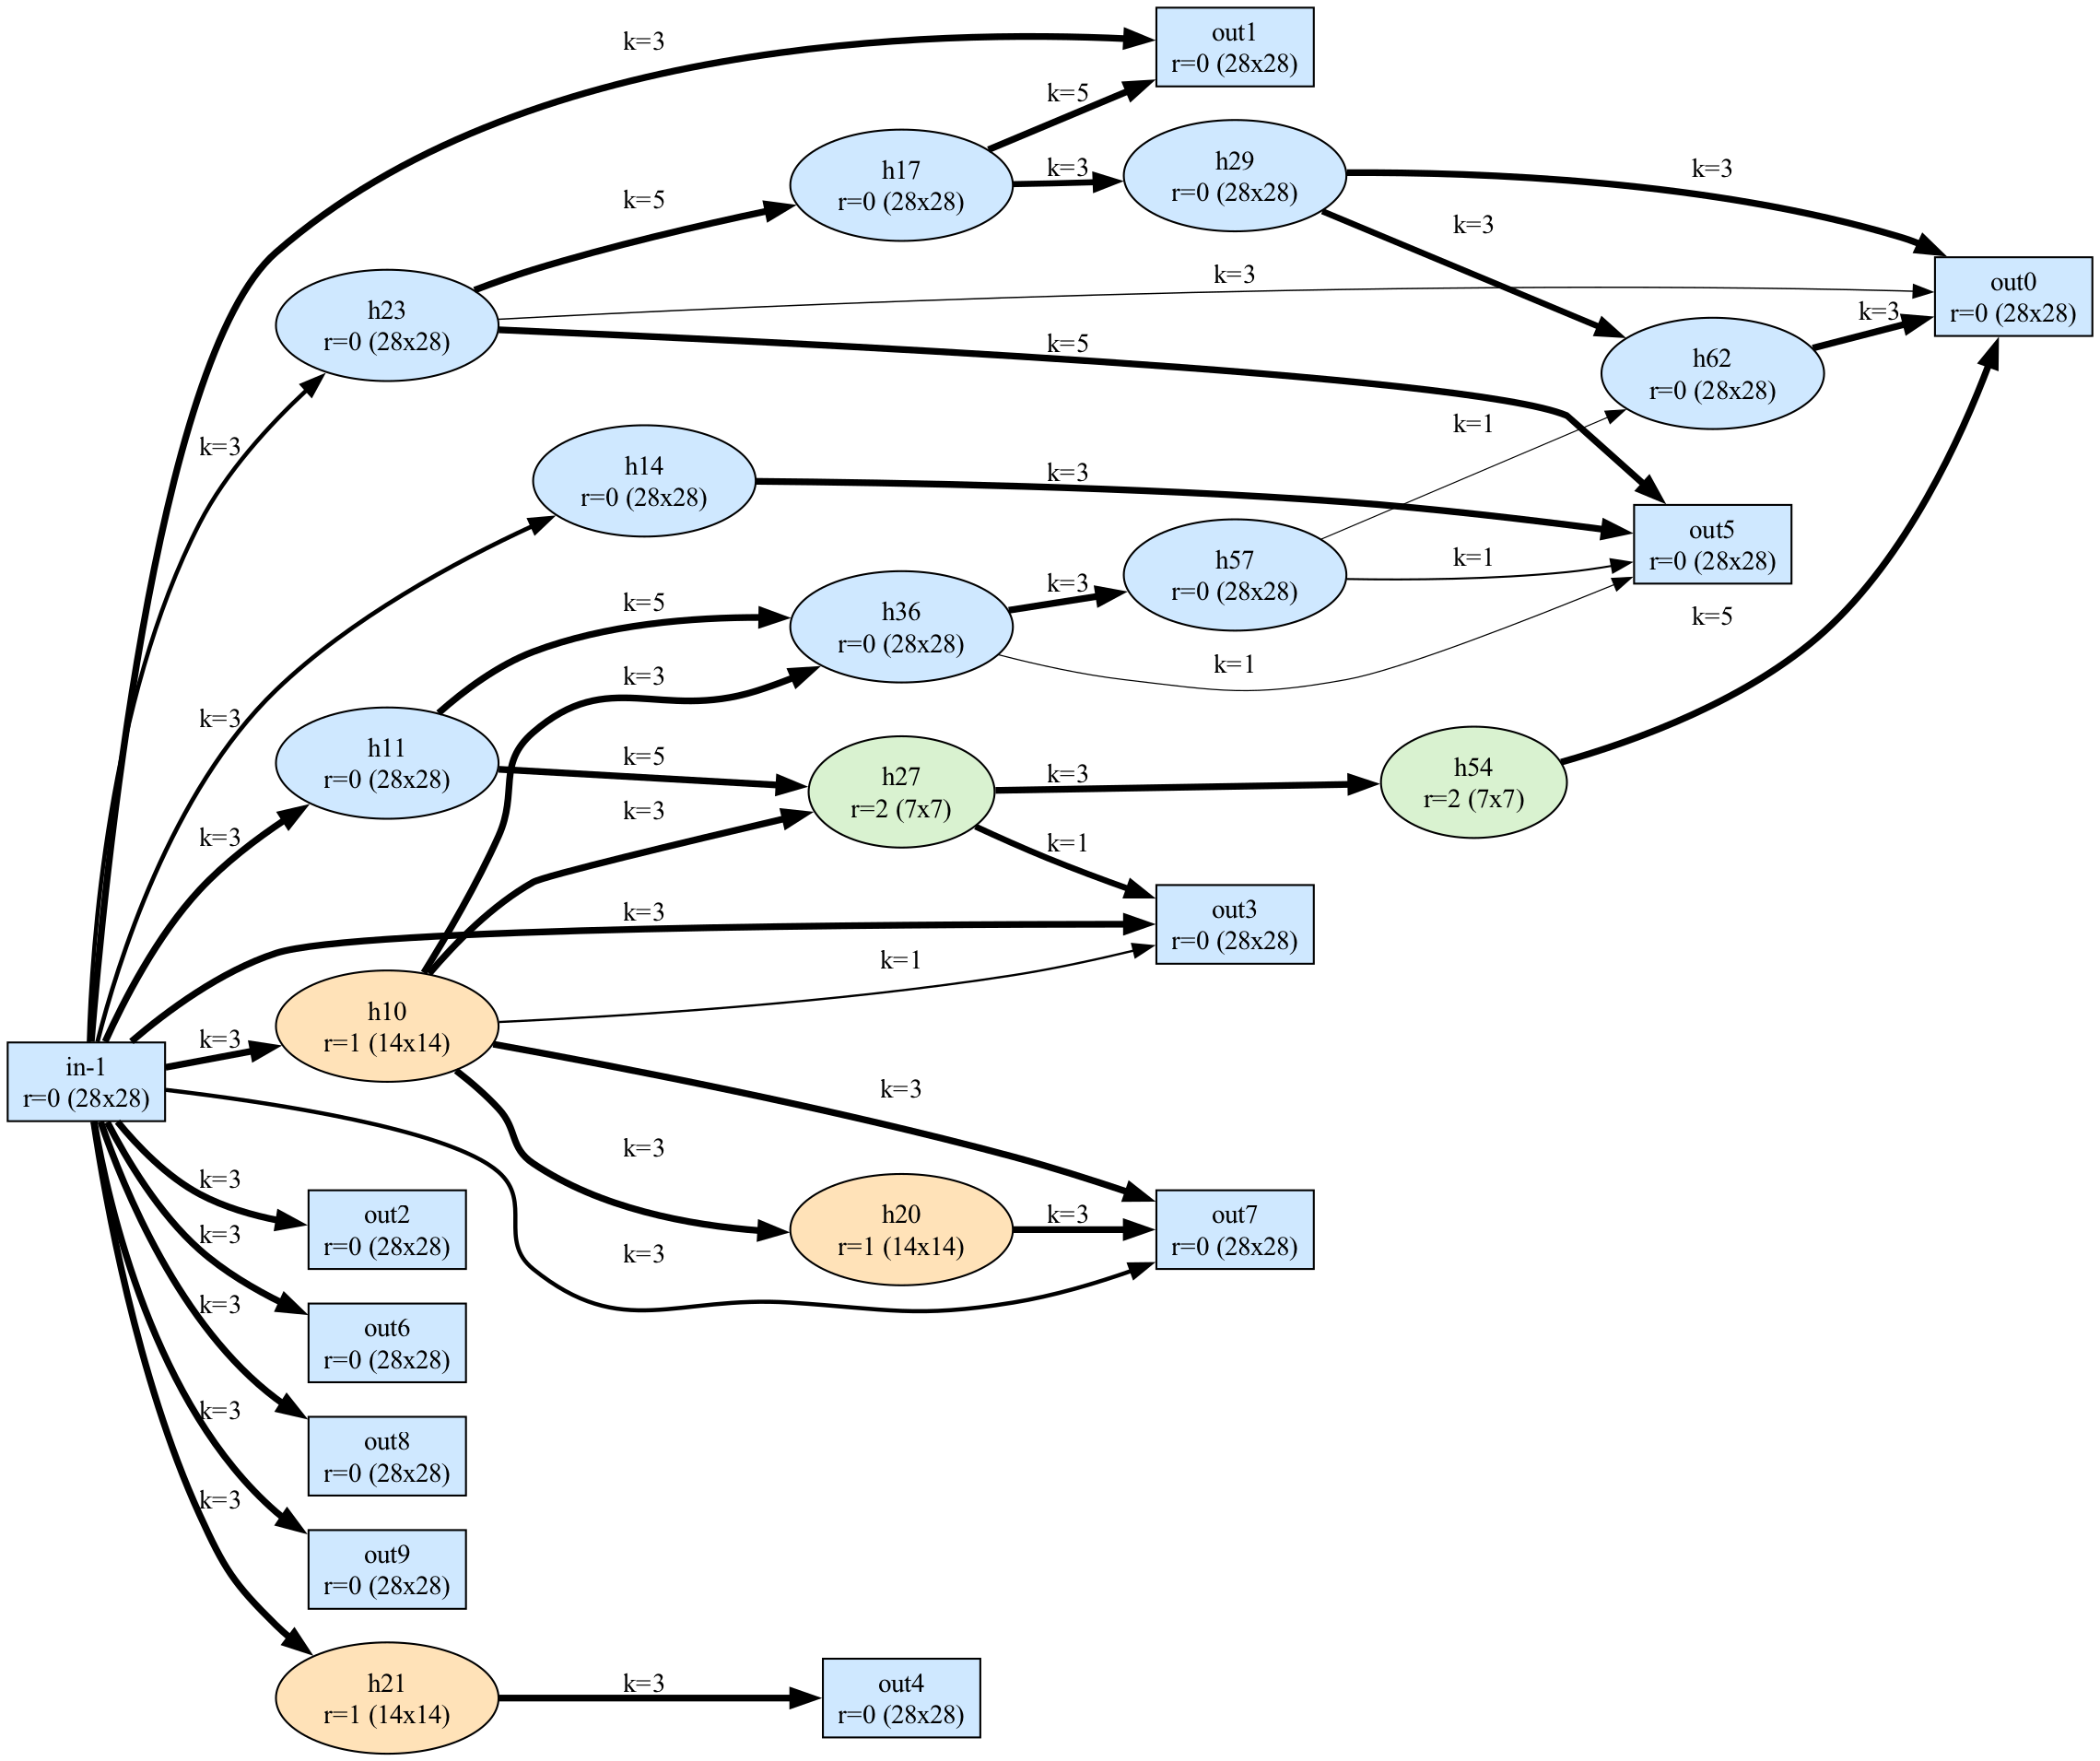 k=3
out1
r=0 (28x28)
k=5
h17
r=0 (28x28)
k=3
h29
r=0 (28x28)
k=3
k=5
k=3
h23
r=0 (28x28)
k=3
out0
r=0 (28x28)
k=5
k=3
h62
r=0 (28x28)
k=3
k=1
h14
r=0 (28x28)
k=3
out5
r=0 (28x28)
h57
r=0 (28x28)
k=1
k=5
h36
r=0 (28x28)
k=3
k=5
k=3
k=1
k=3
h11
r=0 (28x28)
k=5
h27
r=2 (7x7)
k=3
h54
r=2 (7x7)
k=3
k=3
k=1
k=3
out3
r=0 (28x28)
k=1
h10
r=1 (14x14)
k=3
in-1
r=0 (28x28)
k=3
k=3
k=3
out2
r=0 (28x28)
h20
r=1 (14x14)
k=3
out7
r=0 (28x28)
k=3
k=3
out6
r=0 (28x28)
k=3
out8
r=0 (28x28)
k=3
out9
r=0 (28x28)
k=3
h21
r=1 (14x14)
k=3
out4
r=0 (28x28)